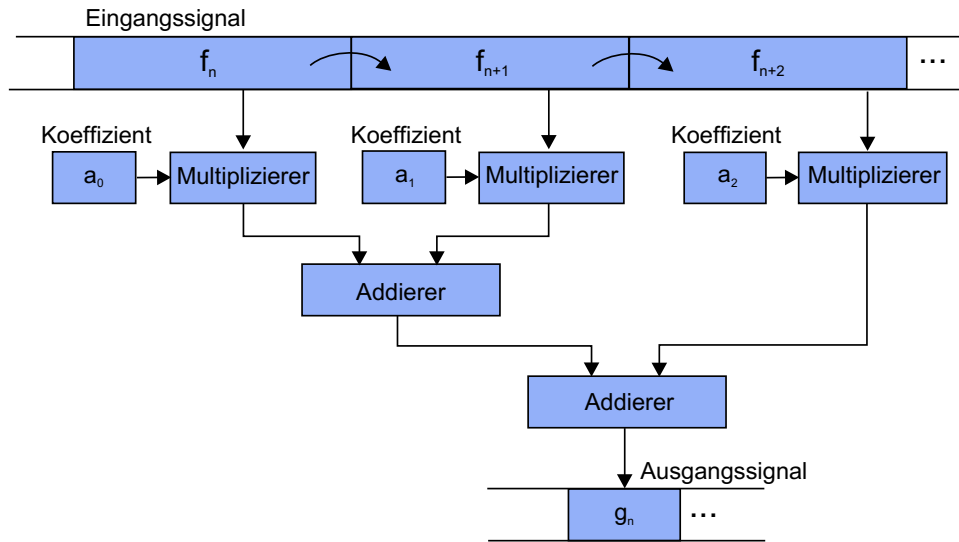 Eingangssignal
fₙ fₙ₊₁ fₙ₊₂ ...
Koeffizient Koeffizient Koeffizient
a₀ Multiplizierer a₁ Multiplizierer a₂ Multiplizierer
Addierer
Addierer
Ausgangssignal
gₙ ...